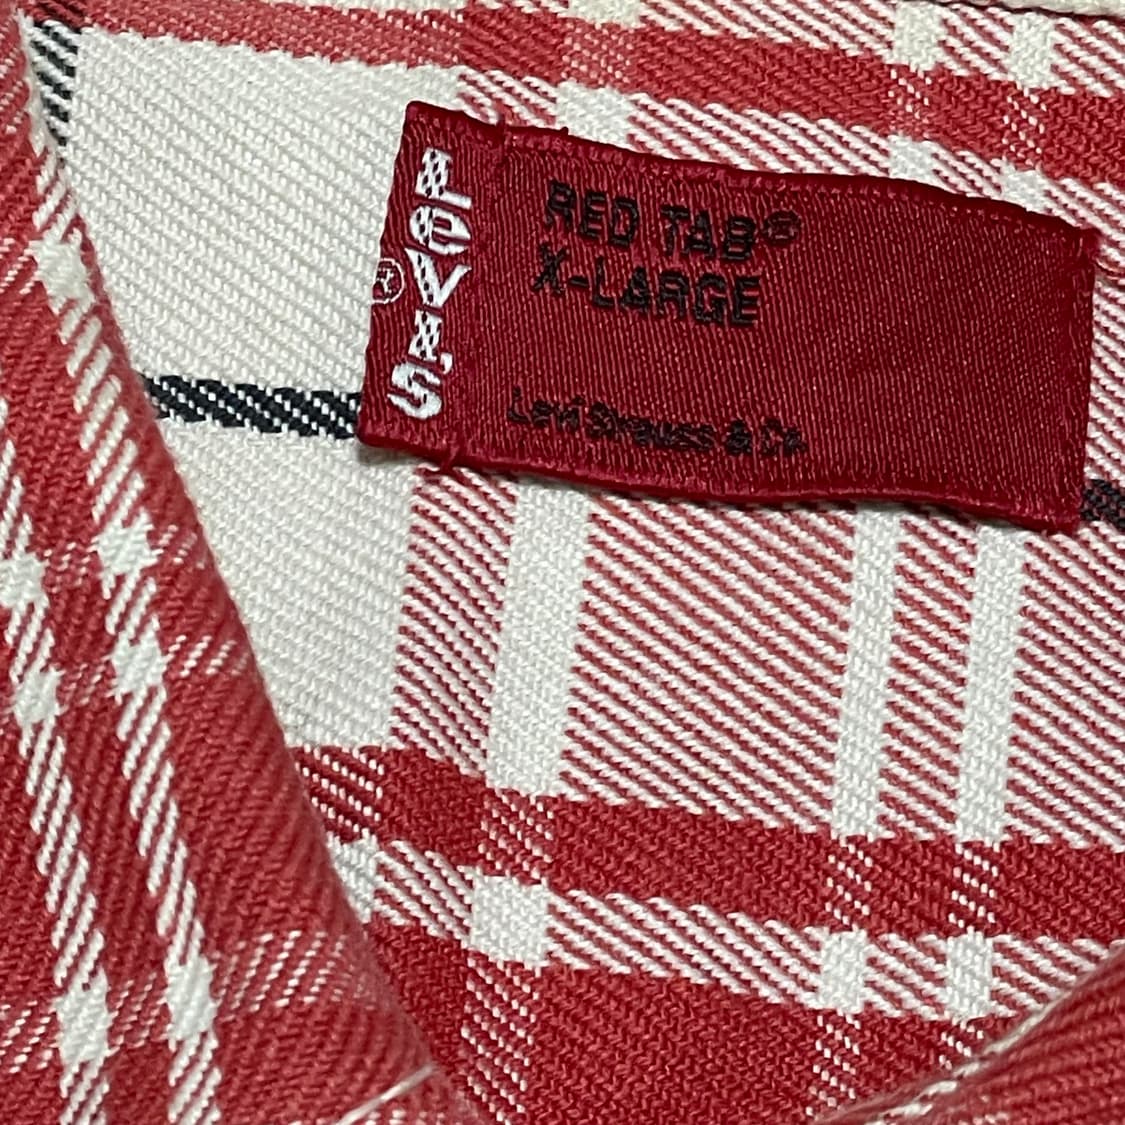 LeVI'S
®
RED TAB®
X-LARGE
Levi Strauss & Co.